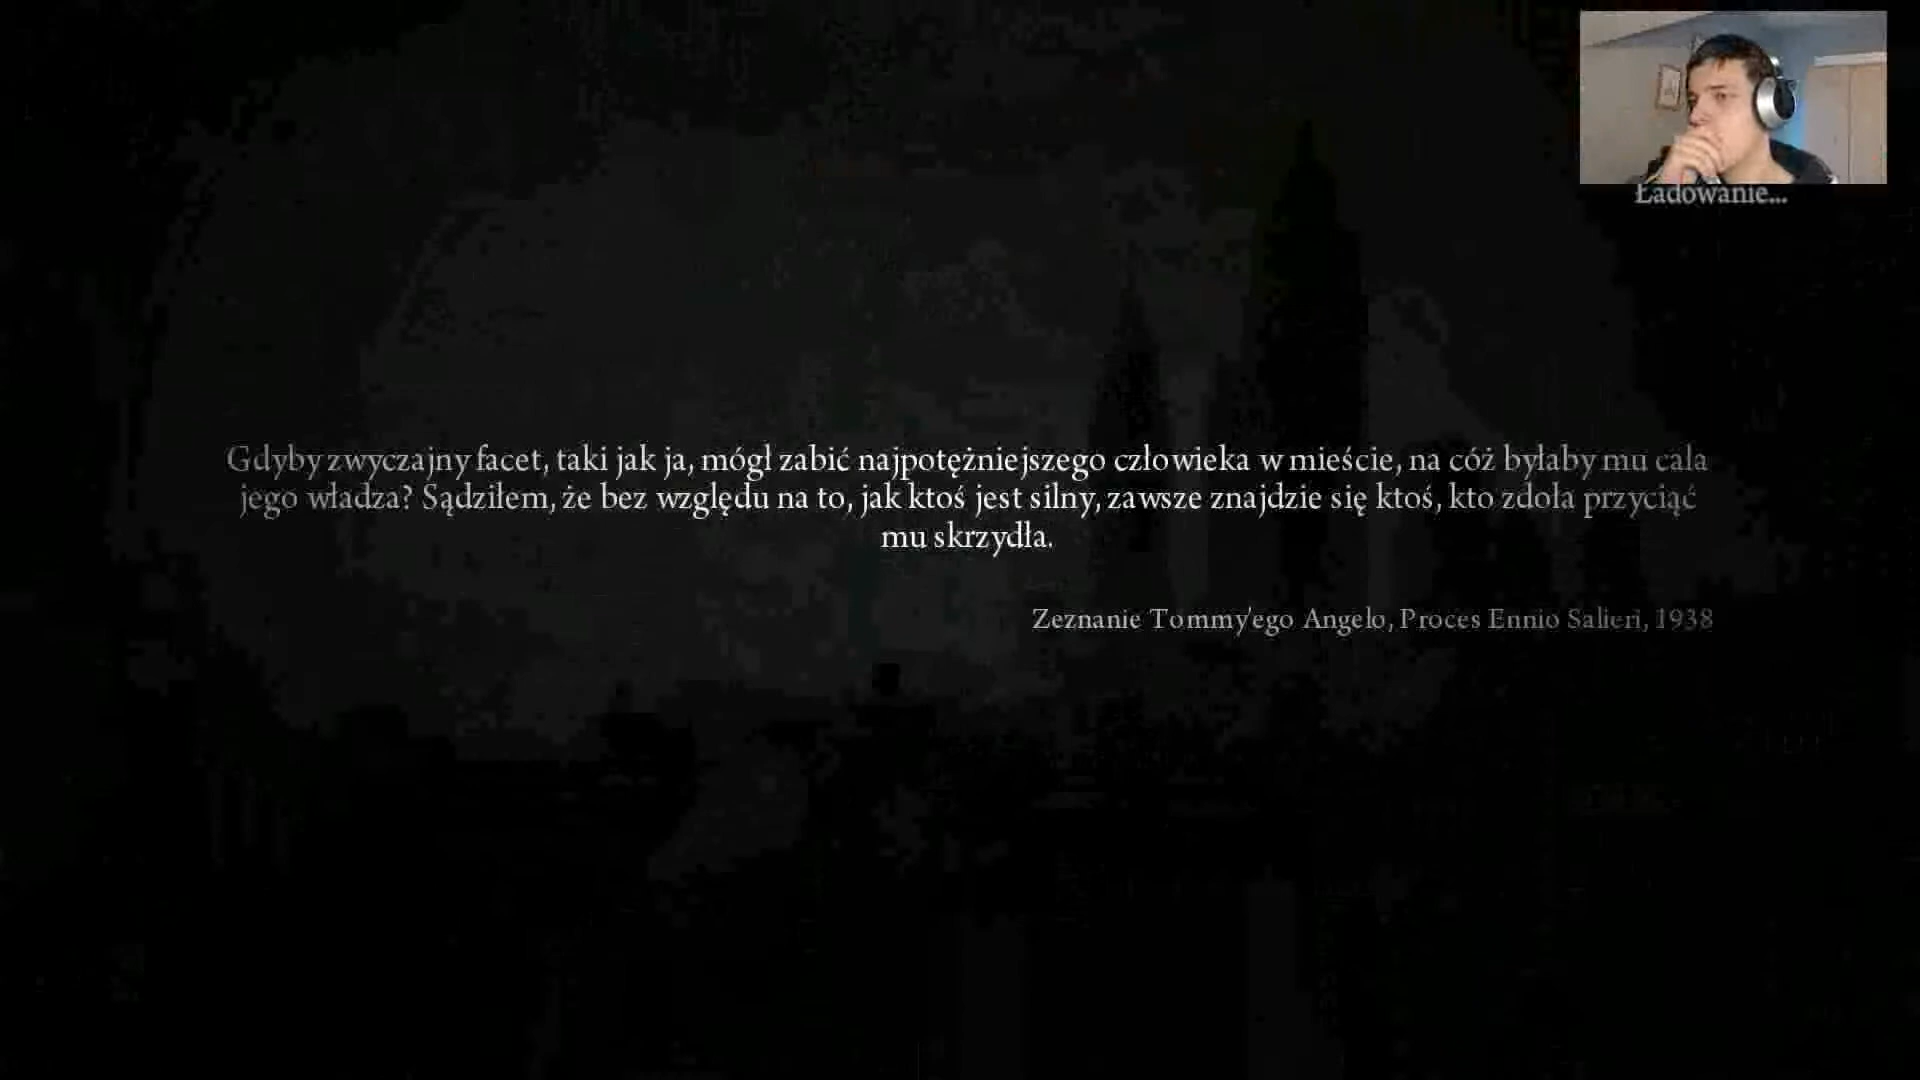 Ładowanie...
Gdyby zwyczajny facet, taki jak ja, mógł zabić najpotężniejszego człowieka w mieście, na cóż byłaby mu cała
jego władza? Sądziłem, że bez względu na to, jak ktoś jest silny, zawsze znajdzie się ktoś, kto zdoła przyciąć
mu skrzydła.
Zeznanie Tommy'ego Angelo, Proces Ennio Salieri, 1938